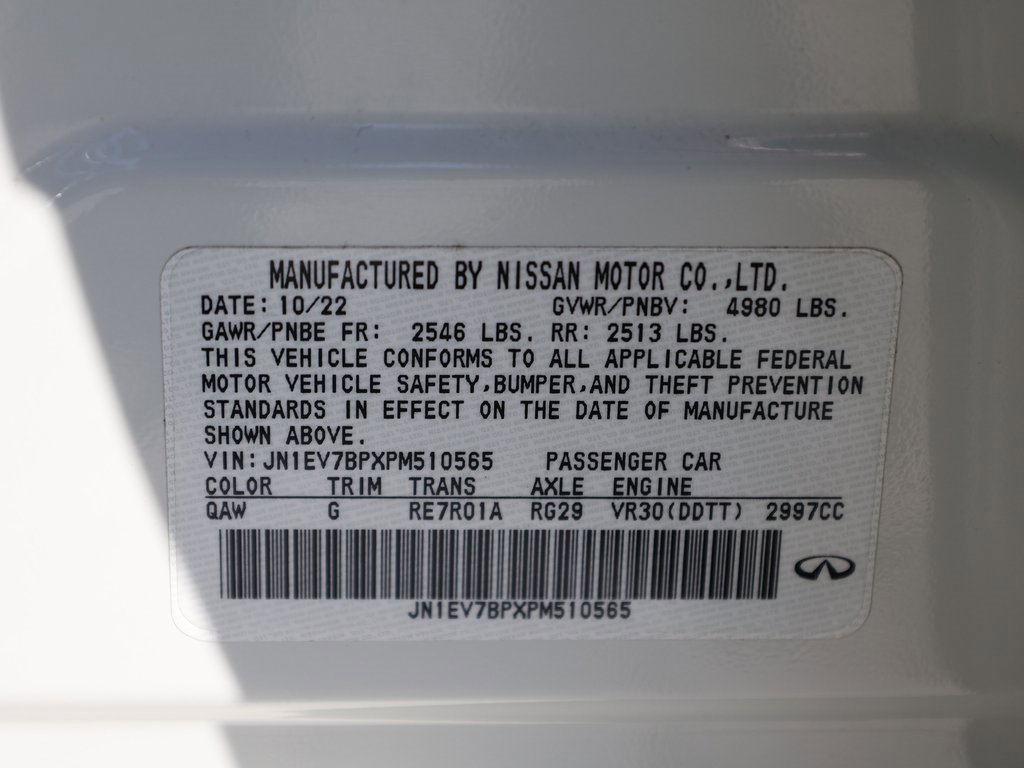 MANUFACTURED BY NISSAN MOTOR CO.,LTD.
DATE: 10/22 GVWR/PNBV: 4980 LBS.
GAWR/PNBE FR: 2546 LBS. RR: 2513 LBS.
THIS VEHICLE CONFORMS TO ALL APPLICABLE FEDERAL
MOTOR VEHICLE SAFETY,BUMPER,AND THEFT PREVENTION
STANDARDS IN EFFECT ON THE DATE OF MANUFACTURE
SHOWN ABOVE.
VIN: JN1EV7BPXPM510565 PASSENGER CAR
COLOR TRIM TRANS AXLE ENGINE
QAW G RE7R01A RG29 VR30(DDTT) 2997CC
JN1EV7BPXPM510565